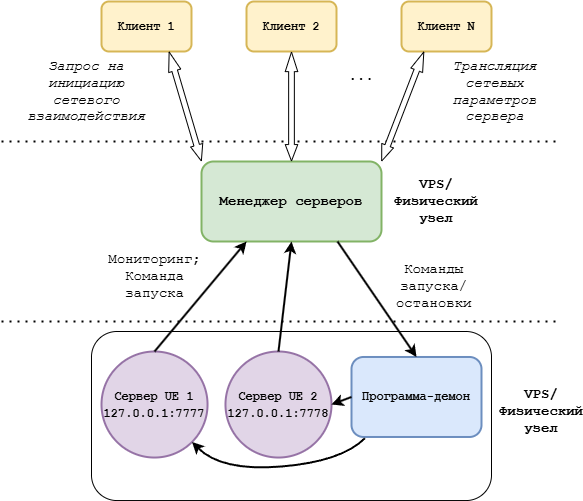 Клиент 1
Клиент 2
Клиент N
Запрос на
инициацию
сетевого
взаимодействия
...
Трансляция
сетевых
параметров
сервера
Менеджер серверов
VPS/
Физический
узел
Мониторинг;
Команда
запуска
Команды
запуска/
остановки
Сервер UE 1
127.0.0.1:7777
Сервер UE 2
127.0.0.1:7778
Программа-демон
VPS/
Физический
узел